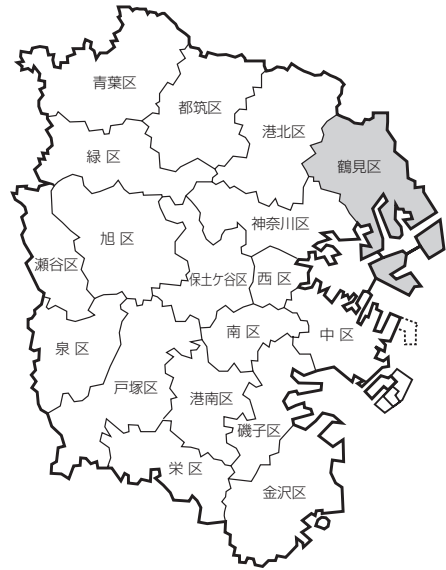 青葉区
都筑区
港北区
緑 区
鶴見区
神奈川区
旭 区
瀬谷区
保土ケ谷区
西 区
南 区
中 区
泉 区
戸塚区
港南区
磯子区
栄 区
金沢区